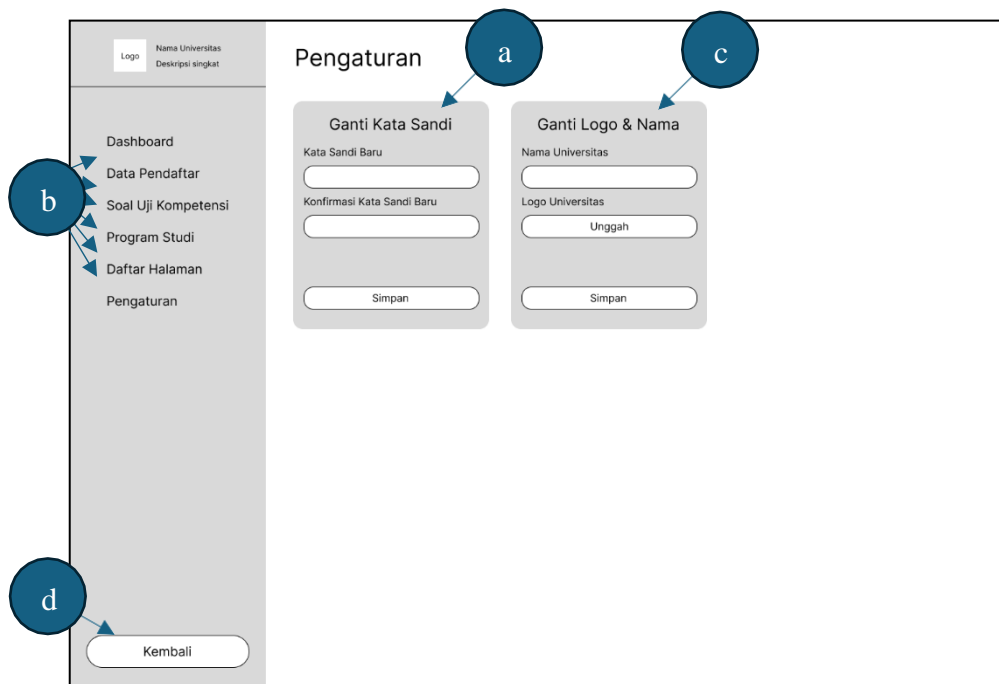 Logo
Nama Universitas
Deskripsi singkat
Dashboard
Data Pendaftar
Soal Uji Kompetensi
Program Studi
Daftar Halaman
Pengaturan
b
d
Kembali
Pengaturan
a
c
Ganti Kata Sandi
Kata Sandi Baru
Konfirmasi Kata Sandi Baru
Simpan
Ganti Logo & Nama
Nama Universitas
Logo Universitas
Unggah
Simpan